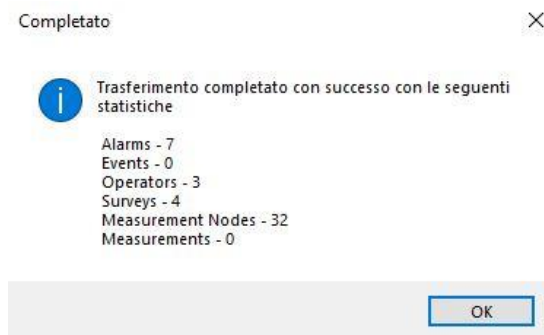 Completato
Trasferimento completato con successo con le seguenti
statistiche
Alarms - 7
Events - 0
Operators - 3
Surveys - 4
Measurement Nodes - 32
Measurements - 0
OK